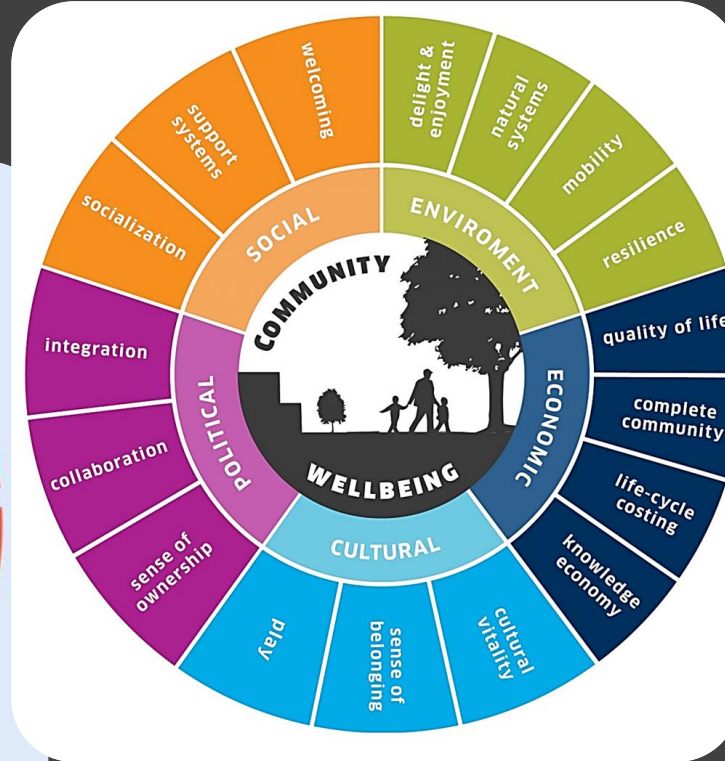 COMMUNITY
WELLBEING
SOCIAL
socialization
support
systems
welcoming
ENVIROMENT
delight &
enjoyment
natural
systems
mobility
resilience
ECONOMIC
quality of life
complete
community
life-cycle
costing
knowledge
economy
CULTURAL
cultural
vitality
sense of
belonging
play
POLITICAL
sense of
ownership
collaboration
integration